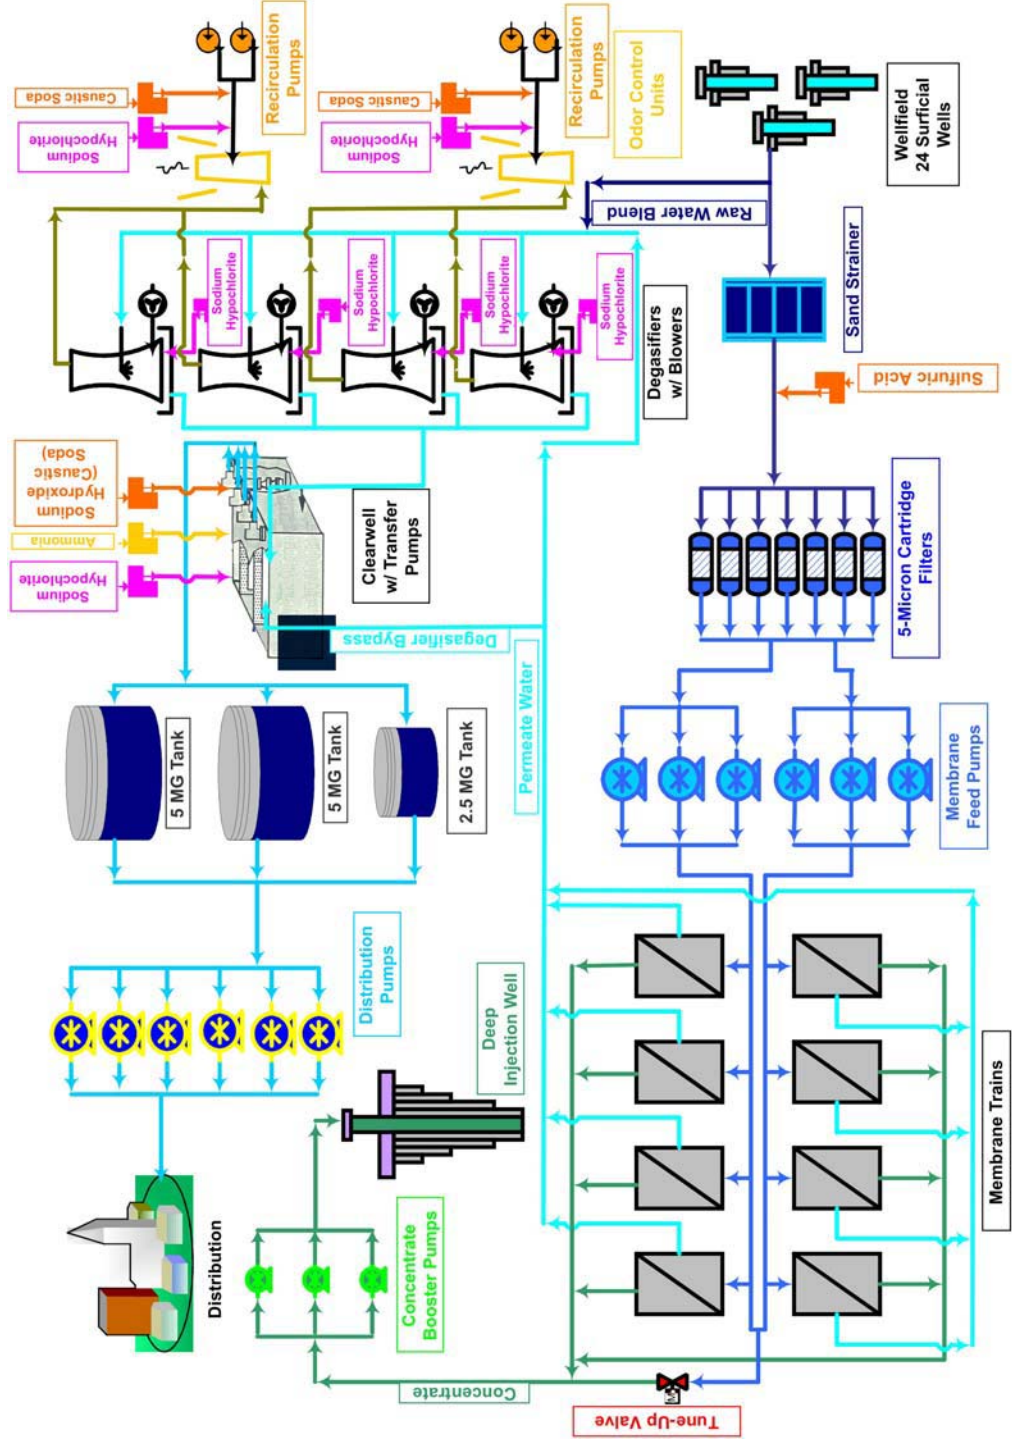 Recirculation
Pumps
Caustic Soda
Sodium
Hypochlorite
Recirculation
Pumps
Caustic Soda
Sodium
Hypochlorite
Odor Control
Units
Wellfield
24 Surficial
Wells
Raw Water Blend
Sodium
Hypochlorite
Sodium
Hypochlorite
Sodium
Hypochlorite
Sodium
Hypochlorite
Degasifiers
w/ Blowers
Sand Strainer
Sulfuric Acid
Sodium
Hydroxide
(Caustic
Soda)
Ammonia
Sodium
Hypochlorite
Clearwell
w/ Transfer
Pumps
Degasifier Bypass
5-Micron Cartridge
Filters
Permeate Water
5 MG Tank
5 MG Tank
2.5 MG Tank
Membrane
Feed Pumps
Distribution
Pumps
Deep
Injection Well
Membrane Trains
Distribution
Concentrate
Booster Pumps
Concentrate
Tune-Up Valve
M